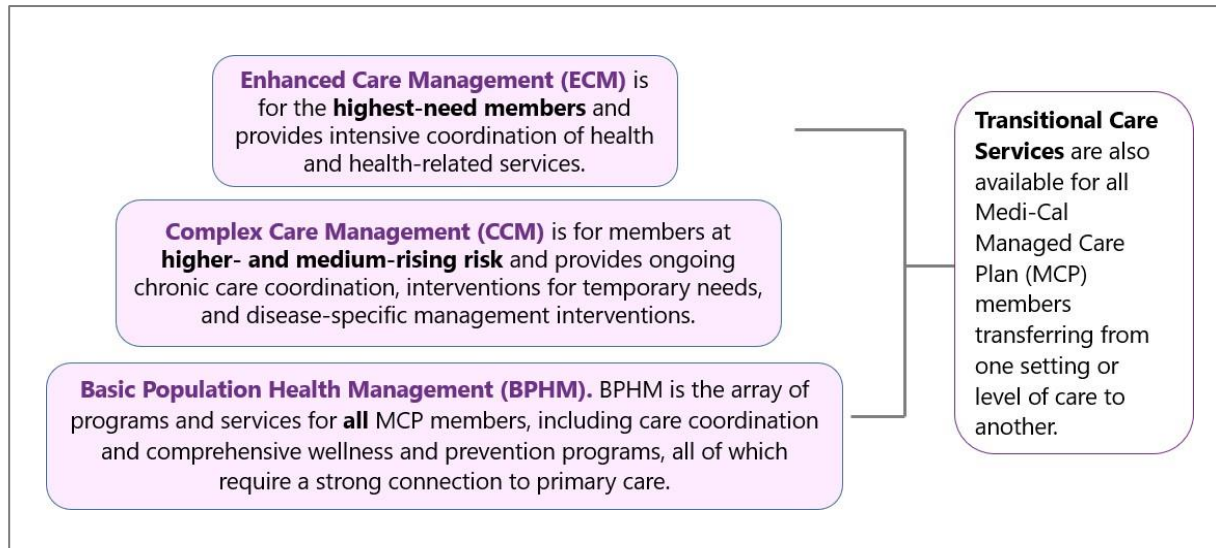 Enhanced Care Management (ECM) is
for the highest-need members and
provides intensive coordination of health
and health-related services.
Complex Care Management (CCM) is for members at
higher- and medium-rising risk and provides ongoing
chronic care coordination, interventions for temporary needs,
and disease-specific management interventions.
Basic Population Health Management (BPHM). BPHM is the array of
programs and services for all MCP members, including care coordination
and comprehensive wellness and prevention programs, all of which
require a strong connection to primary care.
Transitional Care
Services are also
available for all
Medi-Cal
Managed Care
Plan (MCP)
members
transferring from
one setting or
level of care to
another.